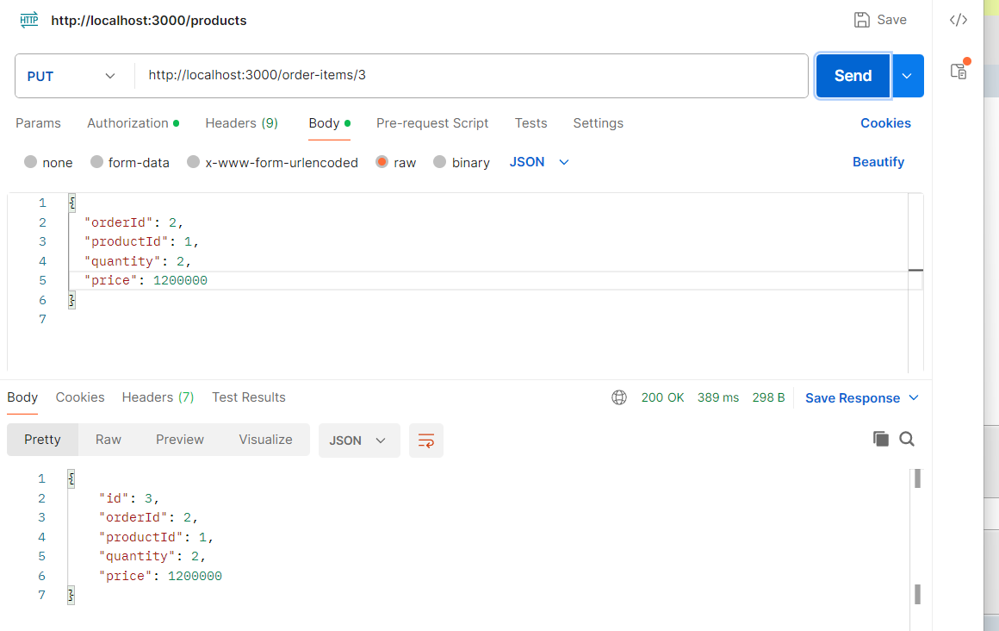 HTTP http://localhost:3000/products Save </>
PUT http://localhost:3000/order-items/3 Send
Params Authorization Headers (9) Body Pre-request Script Tests Settings Cookies
none form-data x-www-form-urlencoded raw binary JSON Beautify
1 {
2 "orderId": 2,
3 "productId": 1,
4 "quantity": 2,
5 "price": 1200000
6 }
7
Body Cookies Headers (7) Test Results 200 OK 389 ms 298 B Save Response
Pretty Raw Preview Visualize JSON
1 {
2 "id": 3,
3 "orderId": 2,
4 "productId": 1,
5 "quantity": 2,
6 "price": 1200000
7 }